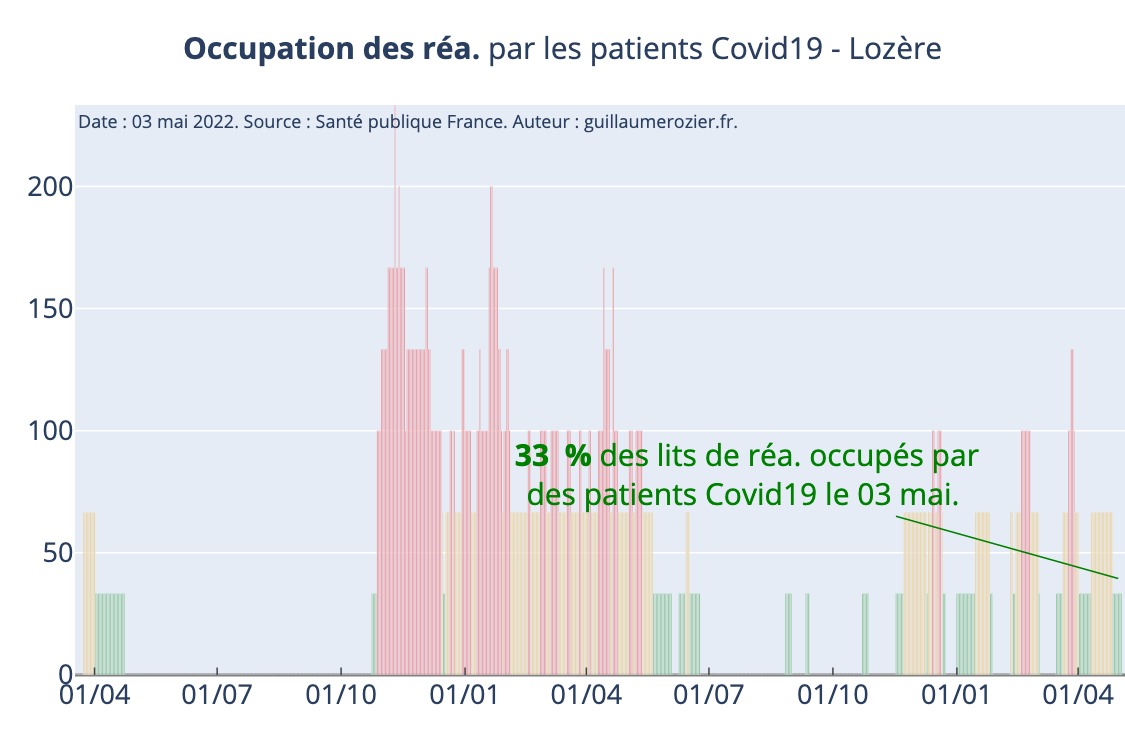 Occupation des réa. par les patients Covid19 - Lozère
Date : 03 mai 2022. Source : Santé publique France. Auteur : guillaumerozier.fr.
200
150
100
33 % des lits de réa. occupés par
des patients Covid19 le 03 mai.
50
0
01/04 01/07 01/10 01/01 01/04 01/07 01/10 01/01 01/04